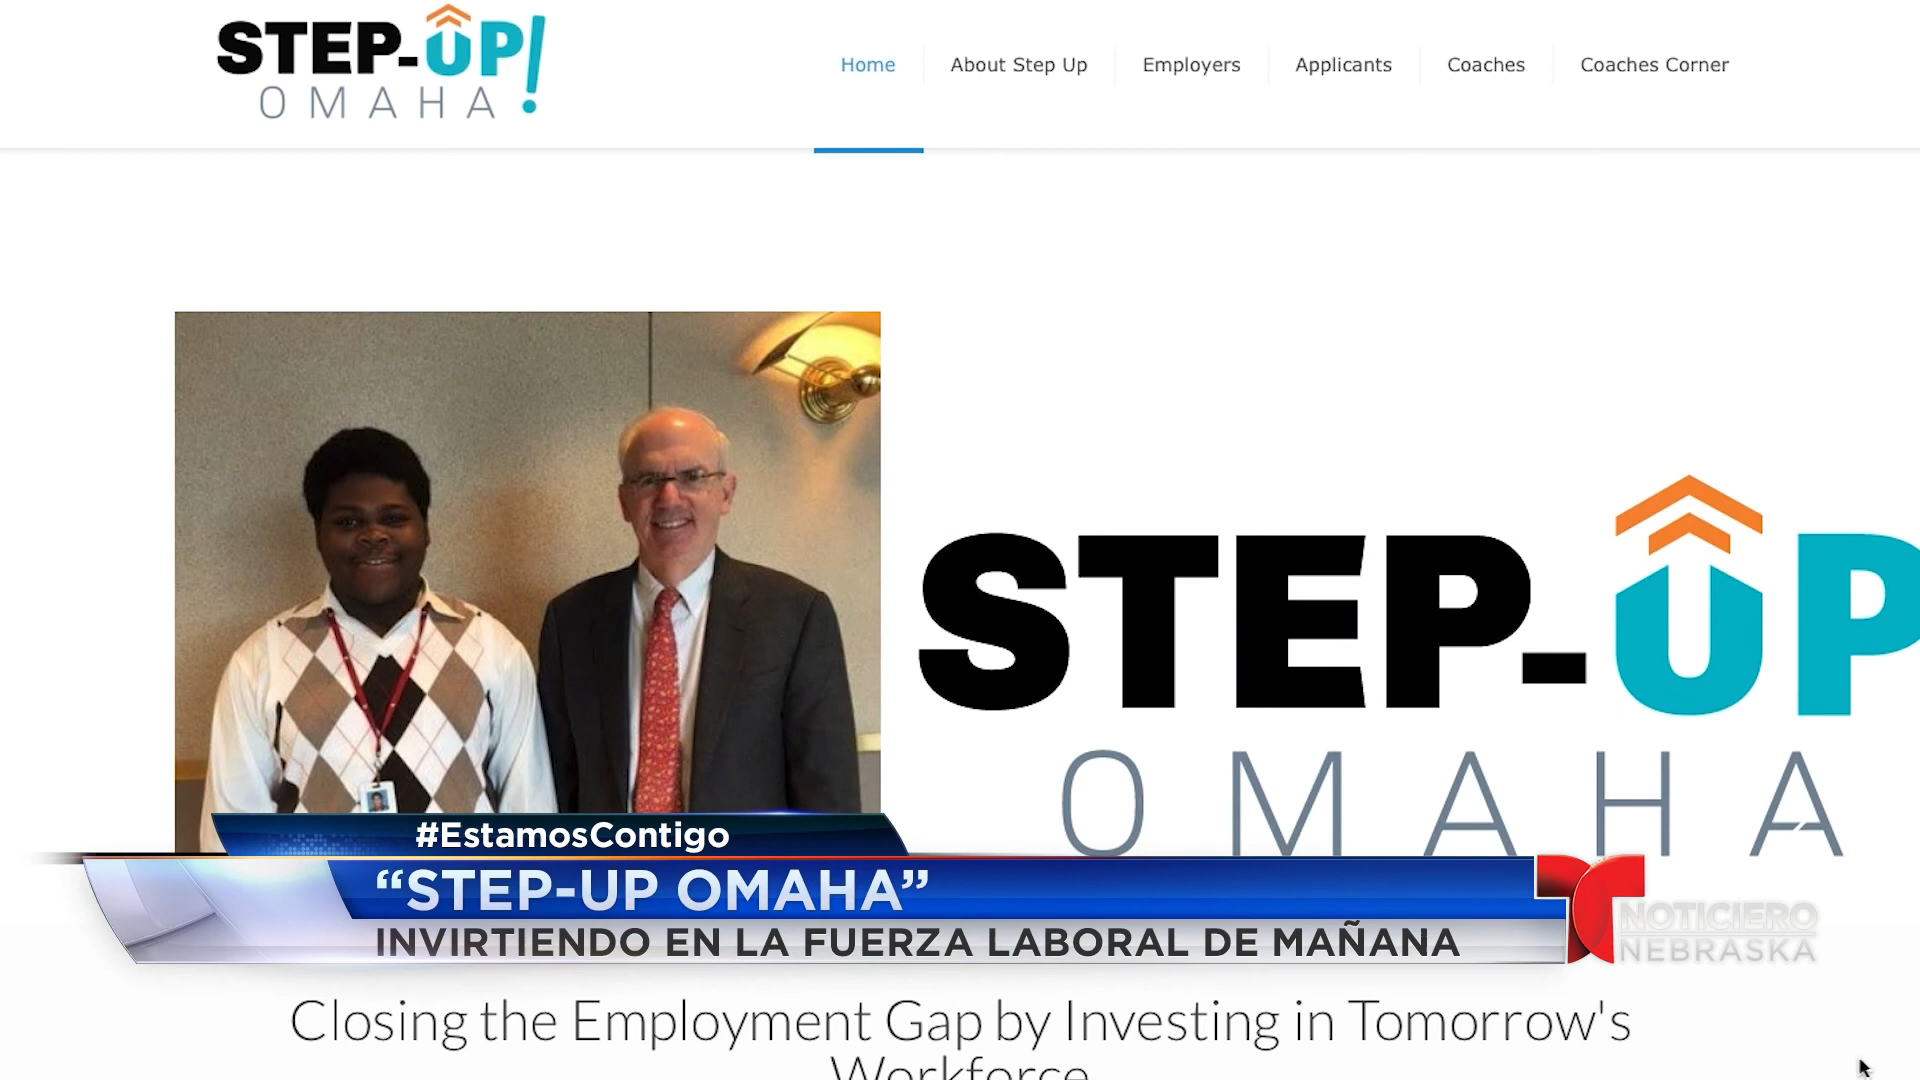 STEP-UP!
OMAHA
Home
About Step Up
Employers
Applicants
Coaches
Coaches Corner
STEP-UP
OMAHA
#EstamosContigo
“STEP-UP OMAHA”
INVIRTIENDO EN LA FUERZA LABORAL DE MAÑANA
NOTICIERO
NEBRASKA
Closing the Employment Gap by Investing in Tomorrow's
Workforce